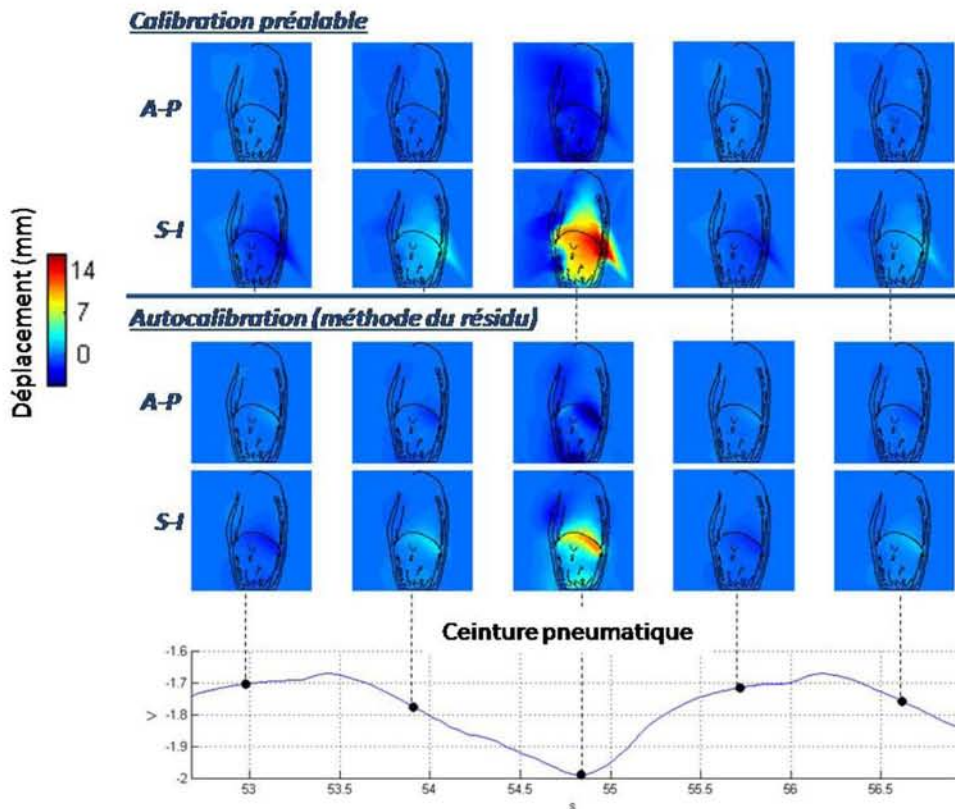 Calibration préalable
A-P
S-I
Déplacement (mm)
14
7
0
Autocalibration (méthode du résidu)
A-P
S-I
Ceinture pneumatique
-1.6
-1.7
-1.8
-1.9
-2
V
53
53.5
54
54.5
55
55.5
56
56.5
s